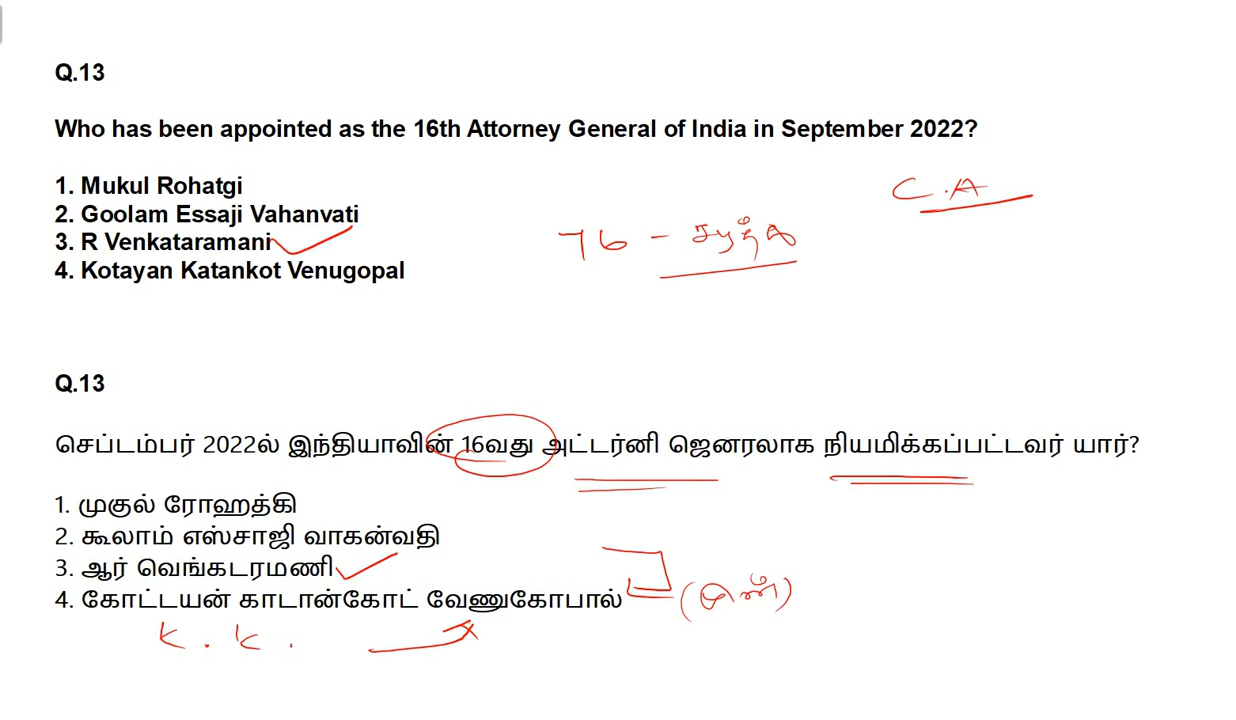 Q.13
Who has been appointed as the 16th Attorney General of India in September 2022?
1. Mukul Rohatgi
2. Goolam Essaji Vahanvati
3. R Venkataramani
4. Kotayan Katankot Venugopal
C.A
76 -
Q.13
செப்டம்பர் 2022ல் இந்தியாவின் 16வது அட்டர்னி ஜெனரலாக நியமிக்கப்பட்டவர் யார்?
1. முகுல் ரோஹத்கி
2. கூலாம் எஸ்சாஜி வாகன்வதி
3. ஆர் வெங்கடரமணி
4. கோட்டயன் காடான்கோட் வேணுகோபால்
K. K.